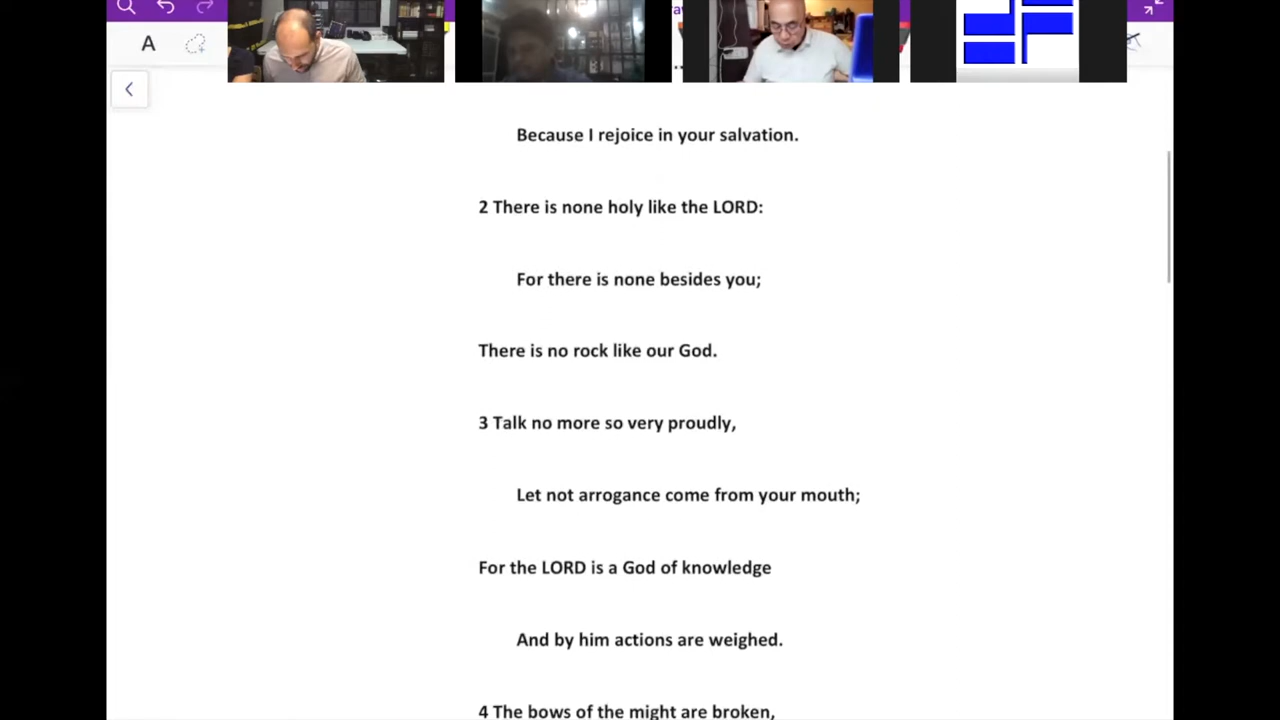 A
Because I rejoice in your salvation.
2 There is none holy like the LORD:
For there is none besides you;
There is no rock like our God.
3 Talk no more so very proudly,
Let not arrogance come from your mouth;
For the LORD is a God of knowledge
And by him actions are weighed.
4 The bows of the might are broken,